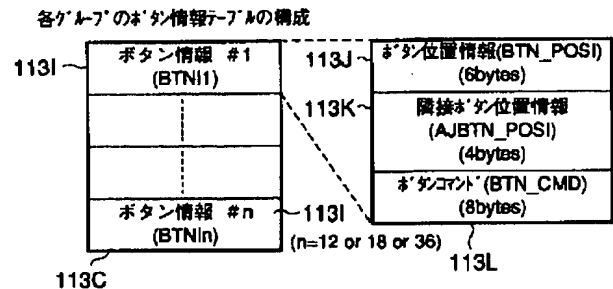 各グループのボタン情報テーブルの構成
113I
ボタン情報 #1
(BTNI1)
ボタン情報 #n
(BTNIn)
113I
(n=12 or 18 or 36)
113C
113J
ボタン位置情報(BTN_POSI)
(6bytes)
113K
隣接ボタン位置情報
(AJBTN_POSI)
(4bytes)
ボタンコマンド(BTN_CMD)
(8bytes)
113L